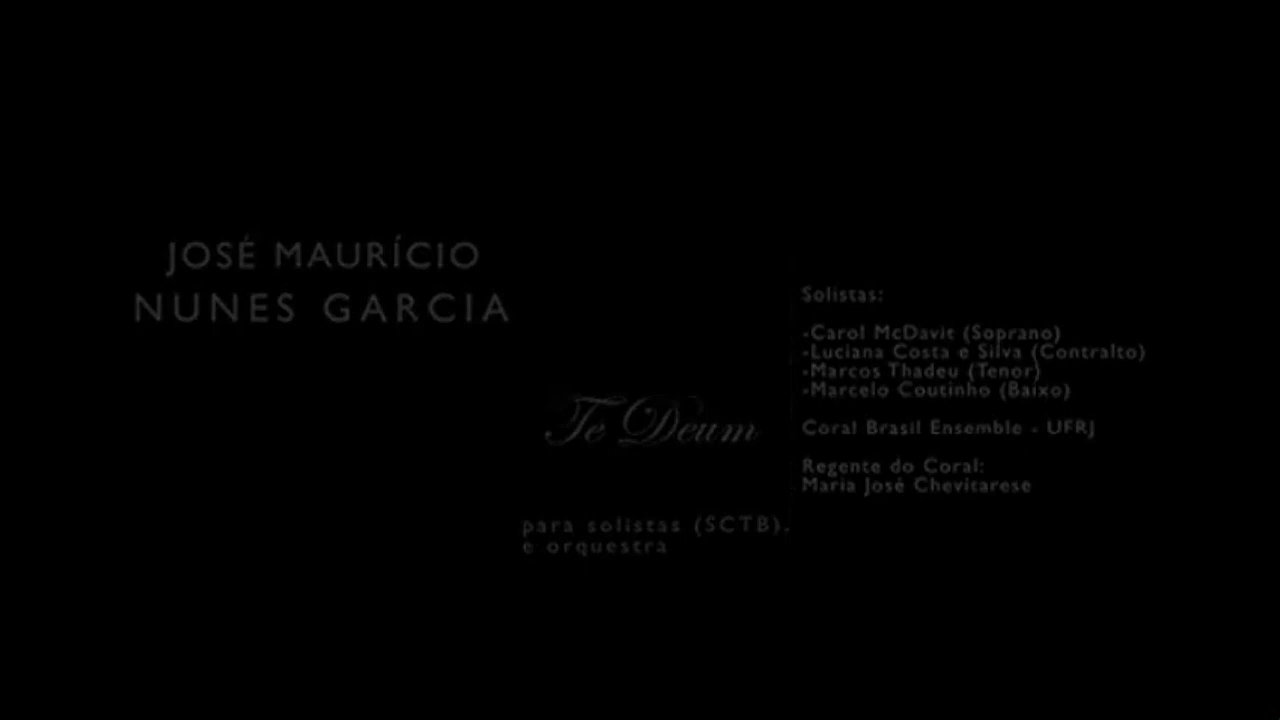 JOSÉ MAURÍCIO
NUNES GARCIA
Te Deum
para solistas (SCTB),
e orquestra
Solistas:
-Carol McDavit (Soprano)
-Luciana Costa e Silva (Contralto)
-Marcos Thadeu (Tenor)
-Marcelo Coutinho (Baixo)
Coral Brasil Ensemble - UFRJ
Regente do Coral:
Maria José Chevitarese